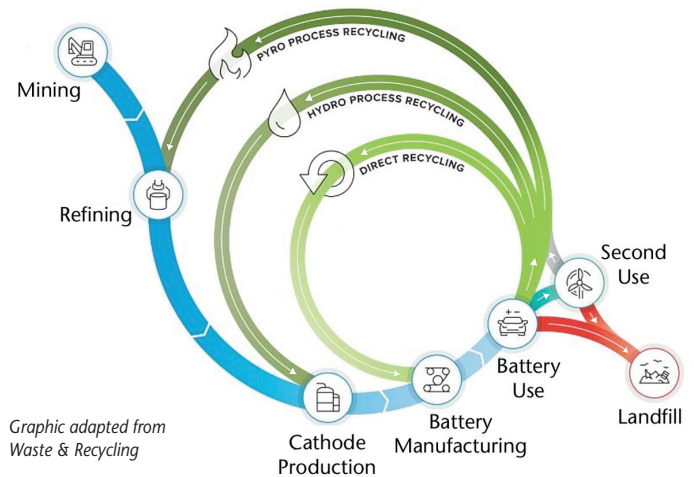 PYRO PROCESS RECYCLING
Mining
HYDRO PROCESS RECYCLING
DIRECT RECYCLING
Refining
Second
Use
Battery
Use
Landfill
Battery
Manufacturing
Cathode
Production
Graphic adapted from
Waste & Recycling